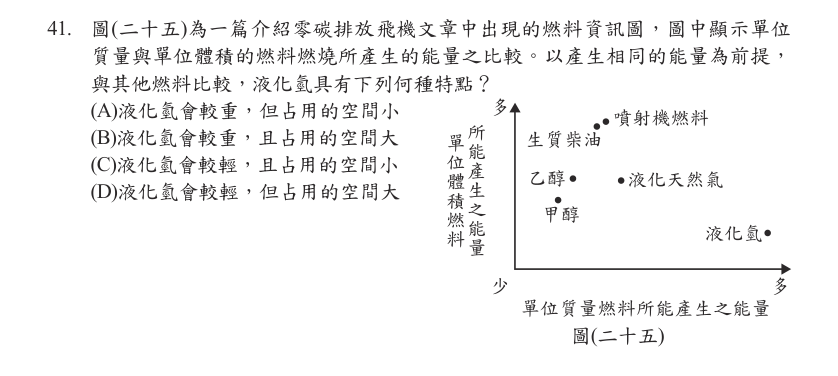 41. 圖(二十五)為一篇介紹零碳排放飛機文章中出現的燃料資訊圖，圖中顯示單位
質量與單位體積的燃料燃燒所產生的能量之比較。以產生相同的能量為前提，
與其他燃料比較，液化氫具有下列何種特點？
(A)液化氫會較重，但占用的空間小
(B)液化氫會較重，且占用的空間大
(C)液化氫會較輕，且占用的空間小
(D)液化氫會較輕，但占用的空間大
多
單位體積燃料
所能產生之能量
噴射機燃料
生質柴油
乙醇
液化天然氣
甲醇
液化氫
少
多
單位質量燃料所能產生之能量
圖(二十五)